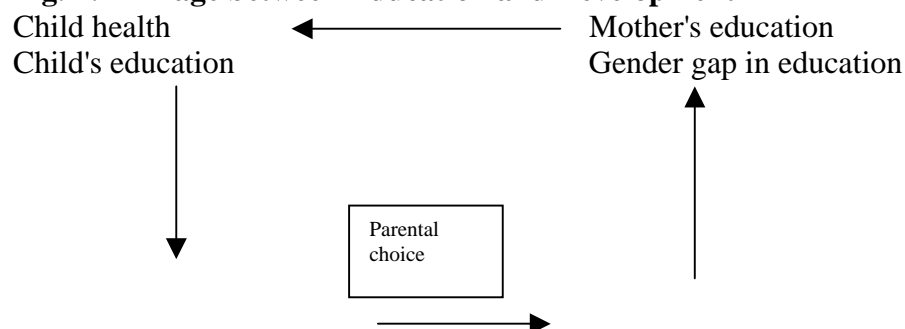 Child health
Mother's education
Child's education
Gender gap in education
Parental
choice